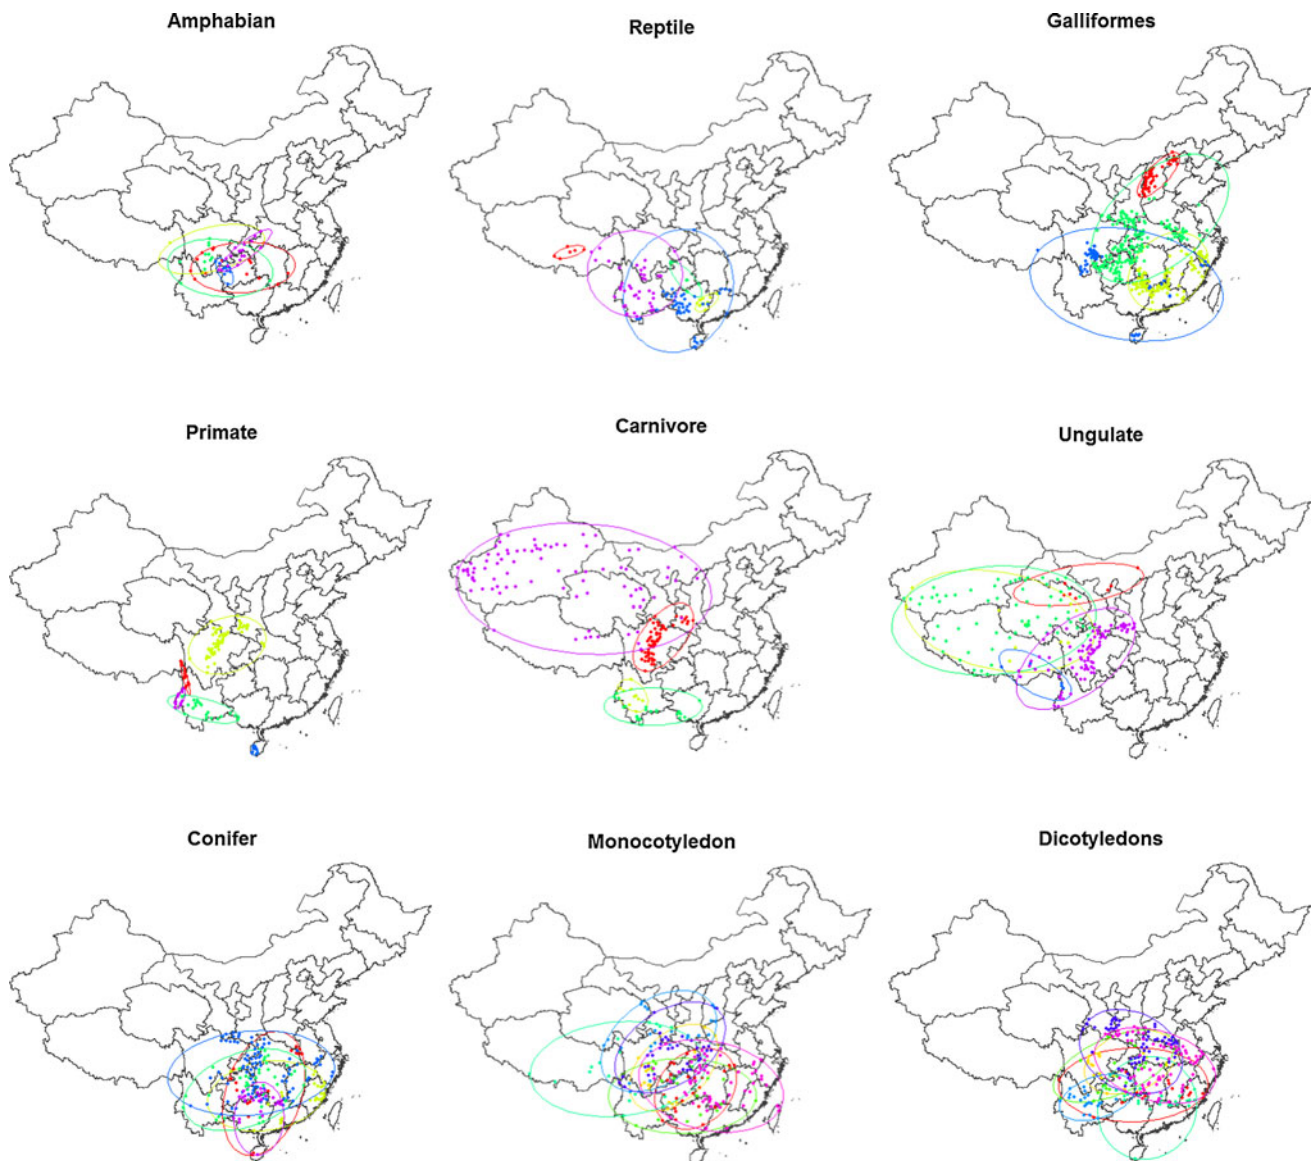 Amphabian
Reptile
Galliformes
Primate
Carnivore
Ungulate
Conifer
Monocotyledon
Dicotyledons